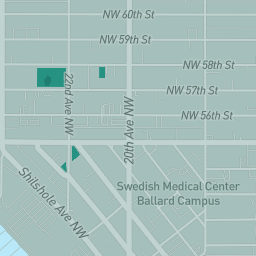 NW 60th St
NW 59th St
NW 58th St
22nd Ave NW
NW 57th St
20th Ave NW
NW 56th St
Shilshole Ave NW
Swedish Medical Center
Ballard Campus